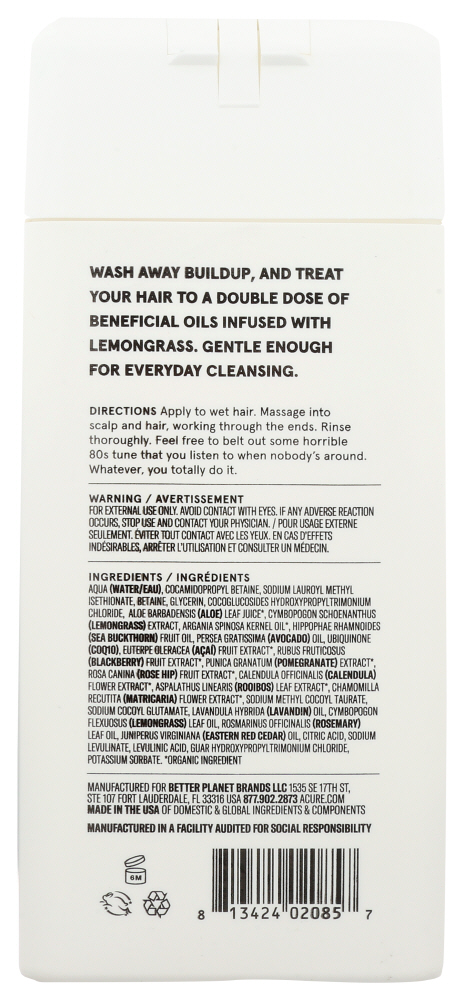 WASH AWAY BUILDUP, AND TREAT
YOUR HAIR TO A DOUBLE DOSE OF
BENEFICIAL OILS INFUSED WITH
LEMONGRASS. GENTLE ENOUGH
FOR EVERYDAY CLEANSING.
DIRECTIONS Apply to wet hair. Massage into
scalp and hair, working through the ends. Rinse
thoroughly. Feel free to belt out some horrible
80s tune that you listen to when nobody's around.
Whatever, you totally do it.
WARNING / AVERTISSEMENT
FOR EXTERNAL USE ONLY. AVOID CONTACT WITH EYES. IF ANY ADVERSE REACTION
OCCURS, STOP USE AND CONTACT YOUR PHYSICIAN. / POUR USAGE EXTERNE
SEULEMENT. ÉVITER TOUT CONTACT AVEC LES YEUX. EN CAS D'EFFETS
INDÉSIRABLES, ARRÊTER L'UTILISATION ET CONSULTER UN MÉDECIN.
INGREDIENTS / INGRÉDIENTS
AQUA (WATER/EAU), COCAMIDOPROPYL BETAINE, SODIUM LAUROYL METHYL
ISETHIONATE, BETAINE, GLYCERIN, COCOGLUCOSIDES HYDROXYPROPYLTRIMONIUM
CHLORIDE, ALOE BARBADENSIS (ALOE) LEAF JUICE*, CYMBOPOGON SCHOENANTHUS
(LEMONGRASS) EXTRACT, ARGANIA SPINOSA KERNEL OIL*, HIPPOPHAE RHAMNOIDES
(SEA BUCKTHORN) FRUIT OIL, PERSEA GRATISSIMA (AVOCADO) OIL, UBIQUINONE
(COQ10), EUTERPE OLERACEA (AÇAÍ) FRUIT EXTRACT*, RUBUS FRUTICOSUS
(BLACKBERRY) FRUIT EXTRACT*, PUNICA GRANATUM (POMEGRANATE) EXTRACT*,
ROSA CANINA (ROSE HIP) FRUIT EXTRACT*, CALENDULA OFFICINALIS (CALENDULA)
FLOWER EXTRACT*, ASPALATHUS LINEARIS (ROOIBOS) LEAF EXTRACT*, CHAMOMILLA
RECUTITA (MATRICARIA) FLOWER EXTRACT*, SODIUM METHYL COCOYL TAURATE,
SODIUM COCOYL GLUTAMATE, LAVANDULA HYBRIDA (LAVANDIN) OIL, CYMBOPOGON
FLEXUOSUS (LEMONGRASS) LEAF OIL, ROSMARINUS OFFICINALIS (ROSEMARY)
LEAF OIL, JUNIPERUS VIRGINIANA (EASTERN RED CEDAR) OIL, CITRIC ACID, SODIUM
LEVULINATE, LEVULINIC ACID, GUAR HYDROXYPROPYLTRIMONIUM CHLORIDE,
POTASSIUM SORBATE. *ORGANIC INGREDIENT
MANUFACTURED FOR BETTER PLANET BRANDS LLC 1535 SE 17TH ST,
STE 107 FORT LAUDERDALE, FL 33316 USA 877.902.2873 ACURE.COM
MADE IN THE USA OF DOMESTIC & GLOBAL INGREDIENTS & COMPONENTS
MANUFACTURED IN A FACILITY AUDITED FOR SOCIAL RESPONSIBILITY
6M
8 13424 02085 7